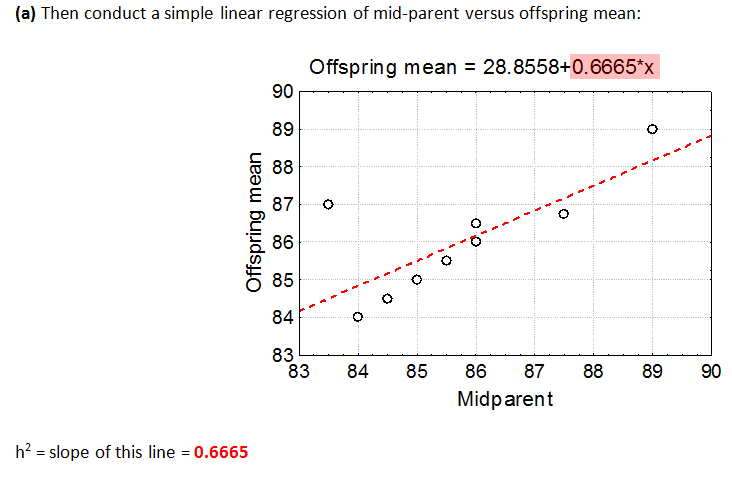 (a) Then conduct a simple linear regression of mid-parent versus offspring mean:
Offspring mean = 28.8558+0.6665*x
90
89
88
87
86
85
84
83
Offspring mean
83 84 85 86 87 88 89 90
Midparent
h² = slope of this line = 0.6665